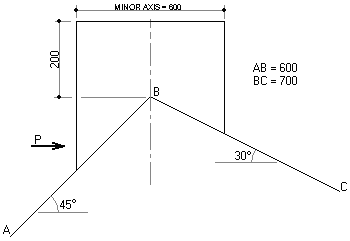 MINOR AXIS = 600
200
B
AB = 600
BC = 700
P
30°
45°
C
A